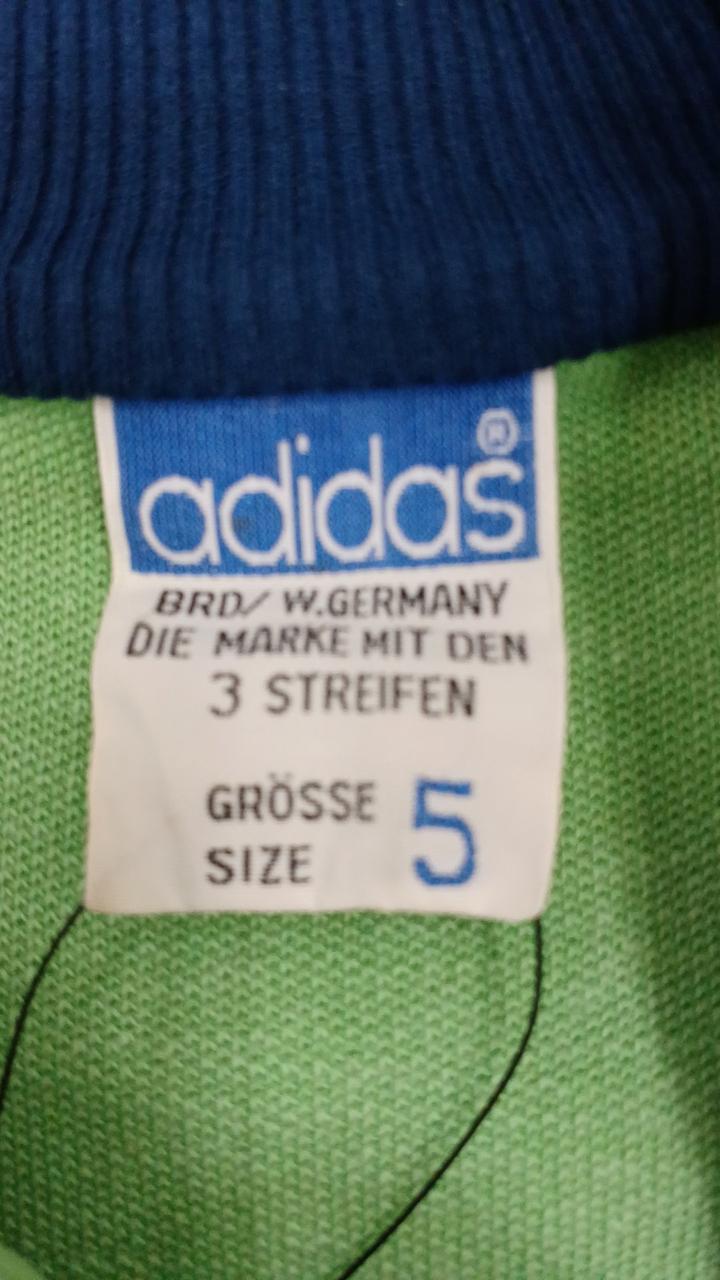 adidas®
BRD/ W.GERMANY
DIE MARKE MIT DEN
3 STREIFEN
GRÖSSE 5
SIZE